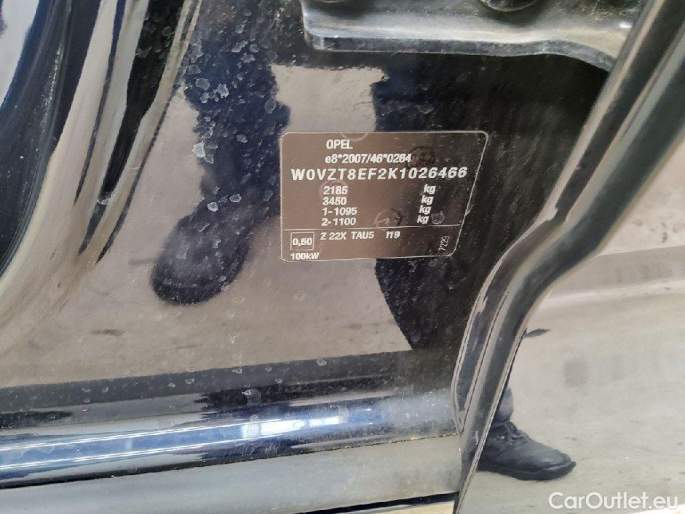 OPEL
e8*2007/46*0264
W0VZT8EF2K1026466
2185 kg
3450 kg
1-1095 kg
2-1100 kg
0,50 Z 22X TAU5
100kW
CarOutlet.eu